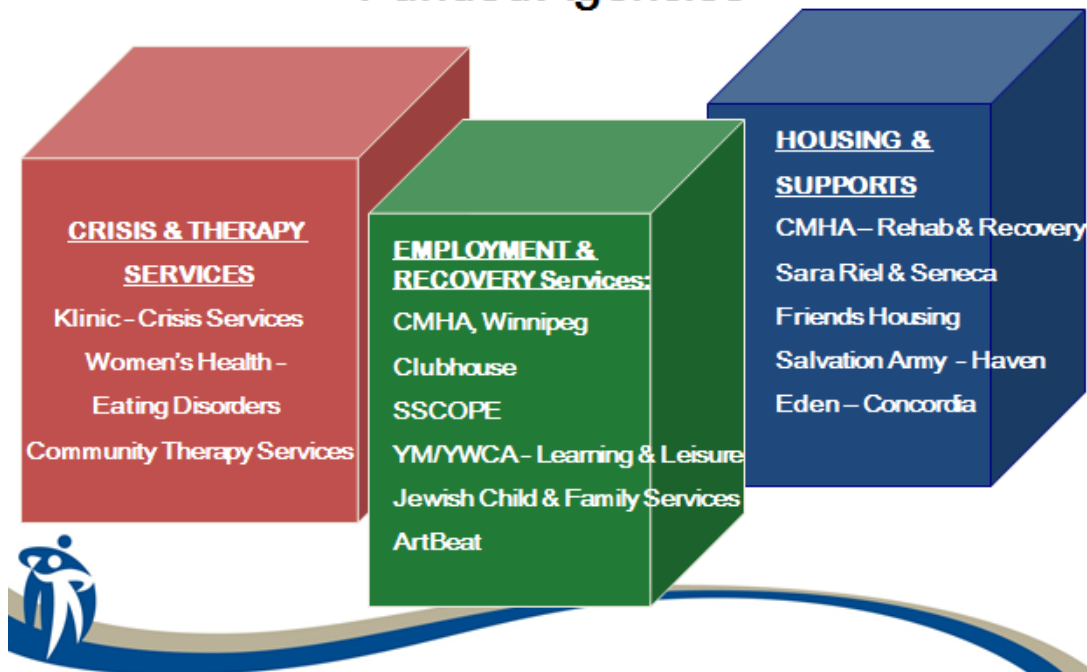 CRISIS & THERAPY
SERVICES
Klinic – Crisis Services
Women's Health –
Eating Disorders
Community Therapy Services
EMPLOYMENT &
RECOVERY Services:
CMHA, Winnipeg
Clubhouse
SSCOPE
YM/YWCA – Learning & Leisure
Jewish Child & Family Services
ArtBeat
HOUSING &
SUPPORTS
CMHA – Rehab & Recovery
Sara Riel & Seneca
Friends Housing
Salvation Army - Haven
Eden – Concordia